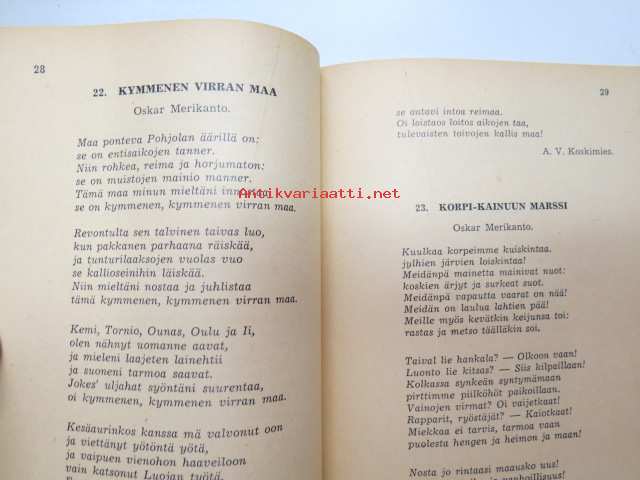 28
22. KYMMENEN VIRRAN MAA
Oskar Merikanto.
Maa ponteva Pohjolan äärillä on:
se on entisaikojen tanner.
Niin rohkea, reima ja horjumaton:
se on muistojen mainio manner.
Tämä maa minun mieltäni innostaa
se on kymmenen, kymmenen virran maa.
Revontulta sen talvinen taivas luo,
kun pakkanen parhaana räiskää,
ja tunturilaaksojen vuolas vuo
se kallioseinihin läiskää.
Niin mieltäni nostaa ja juhlistaa
tämä kymmenen, kymmenen virran maa.
Kemi, Tornio, Ounas, Oulu ja Ii,
olen nähnyt uomanne aavat,
ja mieleni laajeten lainehtii
ja suoneni tarmoa saavat.
Jokes' uljahat syöntäni suurentaa,
oi kymmenen, kymmenen virran maa.
Kesäaurinkos kanssa mä valvonut oon
ja viettänyt yötöntä yötä,
ja vaipuen vienohon haaveiloon
vain katsonut Luojan työtä,
Antikvariaatti.net
29
se antavi intoa reimaa.
Oi loistaos loitos aikojen taa,
tulevaisten toivojen kallis maa!
A. V. Koskimies.
23. KORPI-KAINUUN MARSSI
Oskar Merikanto.
Kuulkaa korpeimme kuiskintaa.
jylhien järvien loiskintaa!
Meidänpä mainetta mainivat nuot:
koskien ärjyt ja surkeat suot.
Meidänpä vapautta vaarat on nää!
Meidän on laulua lahtien pää!
Meille myös kevätkin keijunsa toi:
rastas ja metso täälläkin soi.
Taival lie hankala? — Olkoon vaan!
Luonto lie kitsas? — Siis kilpaillaan!
Kolkassa synkeän syntymämaan
pirttimme piilköhät paikoillaan.
Vainojen virmat? Oi vaijetkaat!
Rapparit, ryöstäjät? — Kaiotkaat!
Miekkaa ei tarvis, tarmoa vaan
puolesta hengen ja heimon ja maan!
Nosta jo rintaasi maausko uus!